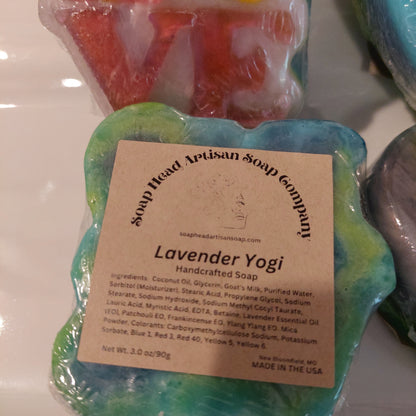 VE
Soap Head Artisan Soap Company
soapheadartisansoap.com
Lavender Yogi
Handcrafted Soap
Ingredients: Coconut Oil, Glycerin, Goat's Milk, Purified Water,
Sorbitol (Moisturizer), Stearic Acid, Propylene Glycol, Sodium
Stearate, Sodium Hydroxide, Sodium Methyl Cocyl Taurate,
Lauric Acid, Myristic Acid, EDTA, Betaine, Lavender Essential Oil
(EO), Patchouli EO, Frankincense EO, Ylang Ylang EO. Mica
Powder, Colorants: Carboxymethylcellulose Sodium, Potassium
Sorbate, Blue 1, Red 3, Red 40, Yellow 5, Yellow 6.
Net Wt. 3.0 oz/90g
New Bloomfield, MO
MADE IN THE USA